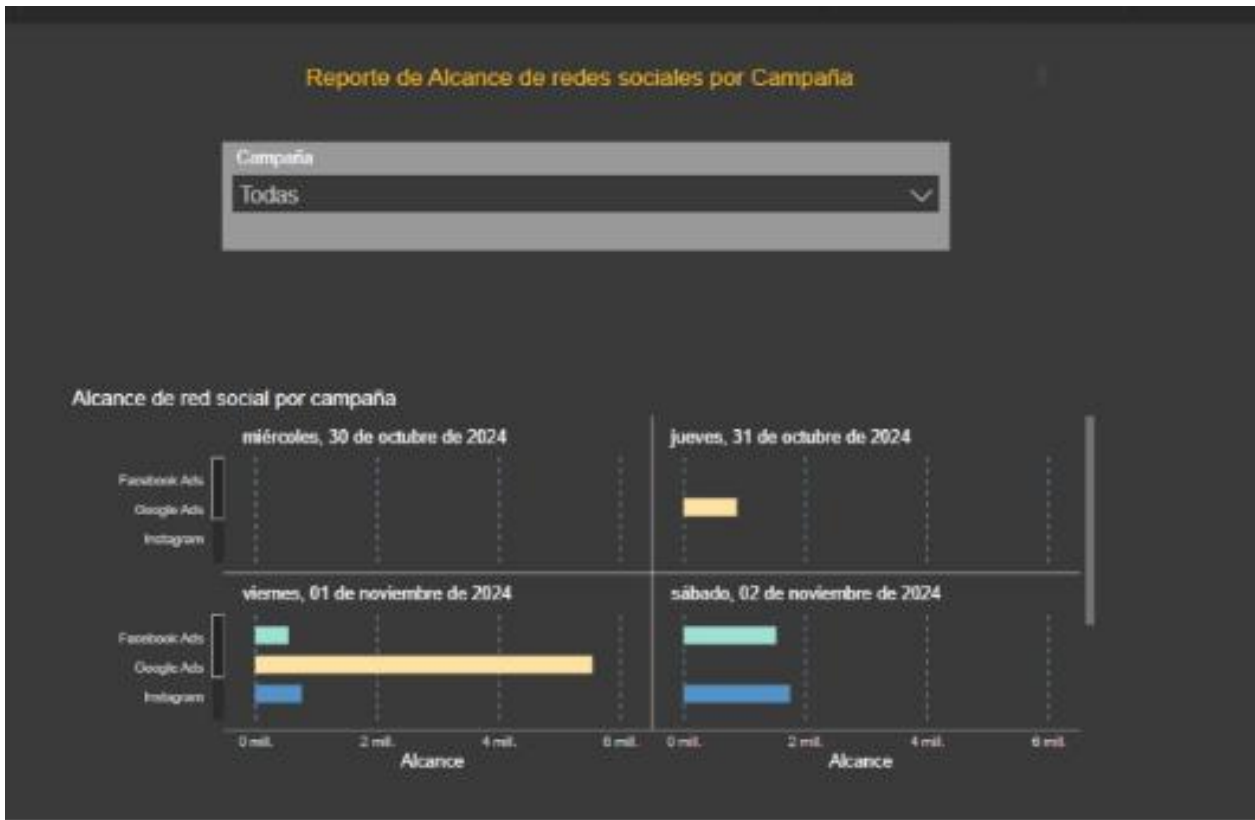 Reporte de Alcance de redes sociales por Campaña
Campaña
Todas
Alcance de red social por campaña
miércoles, 30 de octubre de 2024
jueves, 31 de octubre de 2024
Facebook Ads
Google Ads
Instagram
viernes, 01 de noviembre de 2024
sábado, 02 de noviembre de 2024
Facebook Ads
Google Ads
Instagram
0 mil. 2 mil. 4 mil. 6 mil. 0 mil. 2 mil. 4 mil. 6 mil.
Alcance Alcance